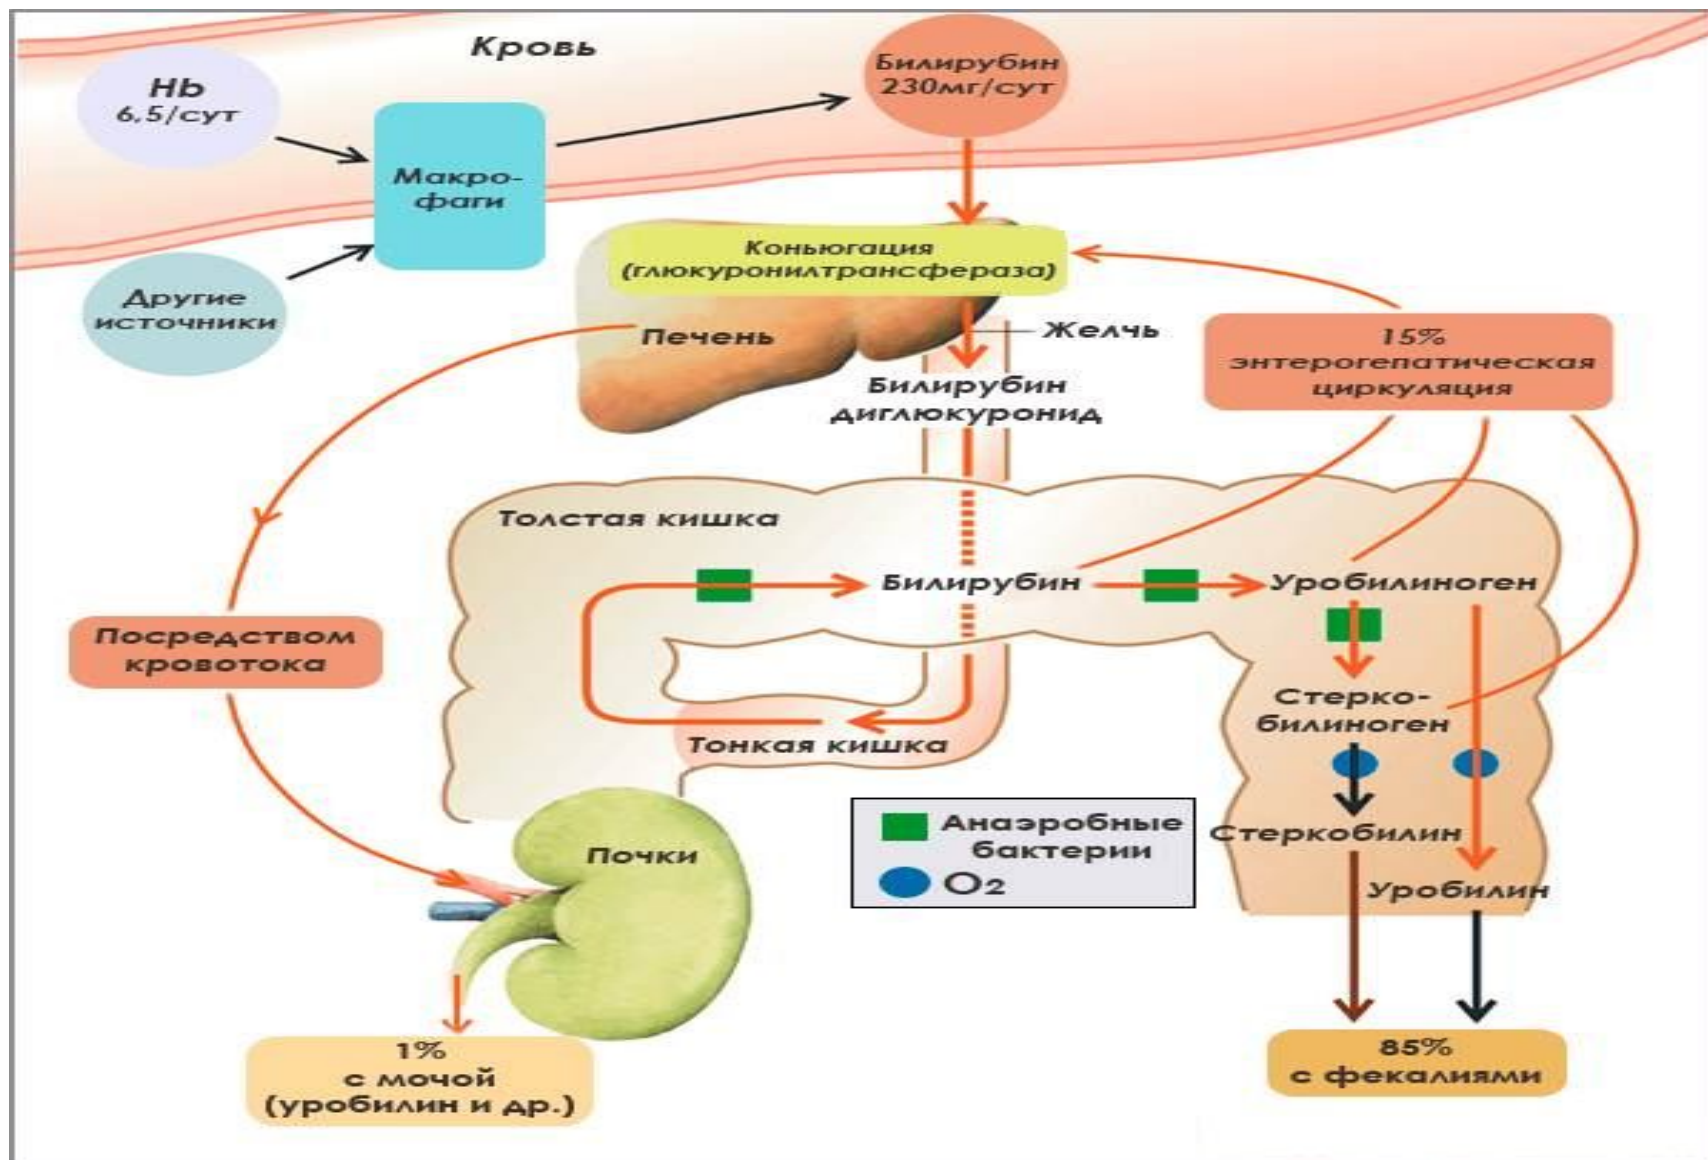 Кровь
Hb
6,5/сут
Билирубин
230мг/сут
Макро-
фаги
Другие
источники
Коньюгация
(глюкуронилтрансфераза)
Печень
Желчь
Билирубин
диглюкуронид
15%
энтерогепатическая
циркуляция
Толстая кишка
Билирубин
Уробилиноген
Посредством
кровотока
Стерко-
билиноген
Тонкая кишка
Почки
Анаэробные
бактерии
O2
Стеркобилин
Уробилин
1%
с мочой
(уробилин и др.)
85%
с фекалиями